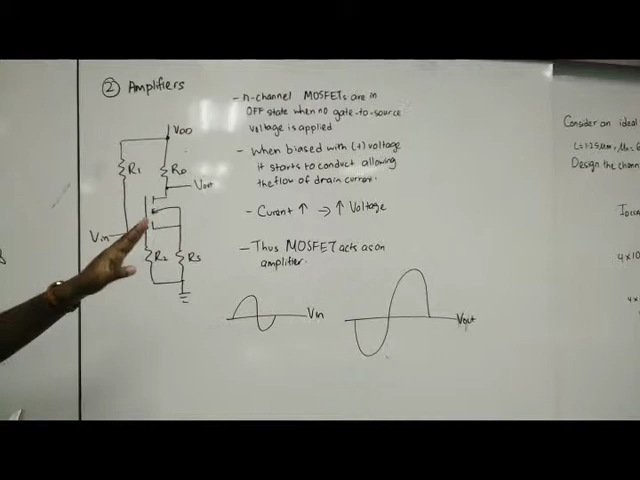 ② Amplifiers
- n-channel MOSFETs are in
OFF state when no gate-to-source
voltage is applied
- When biased with (+) voltage
it starts to conduct allowing
the flow of drain current.
- Current ↑ → ↑ Voltage
- Thus MOSFET acts as an
amplifier.
VDD
R1
RD
Vout
Vin
R2
Rs
Vin
Vout
Consider an ideal
Design the chann
4x10
4x